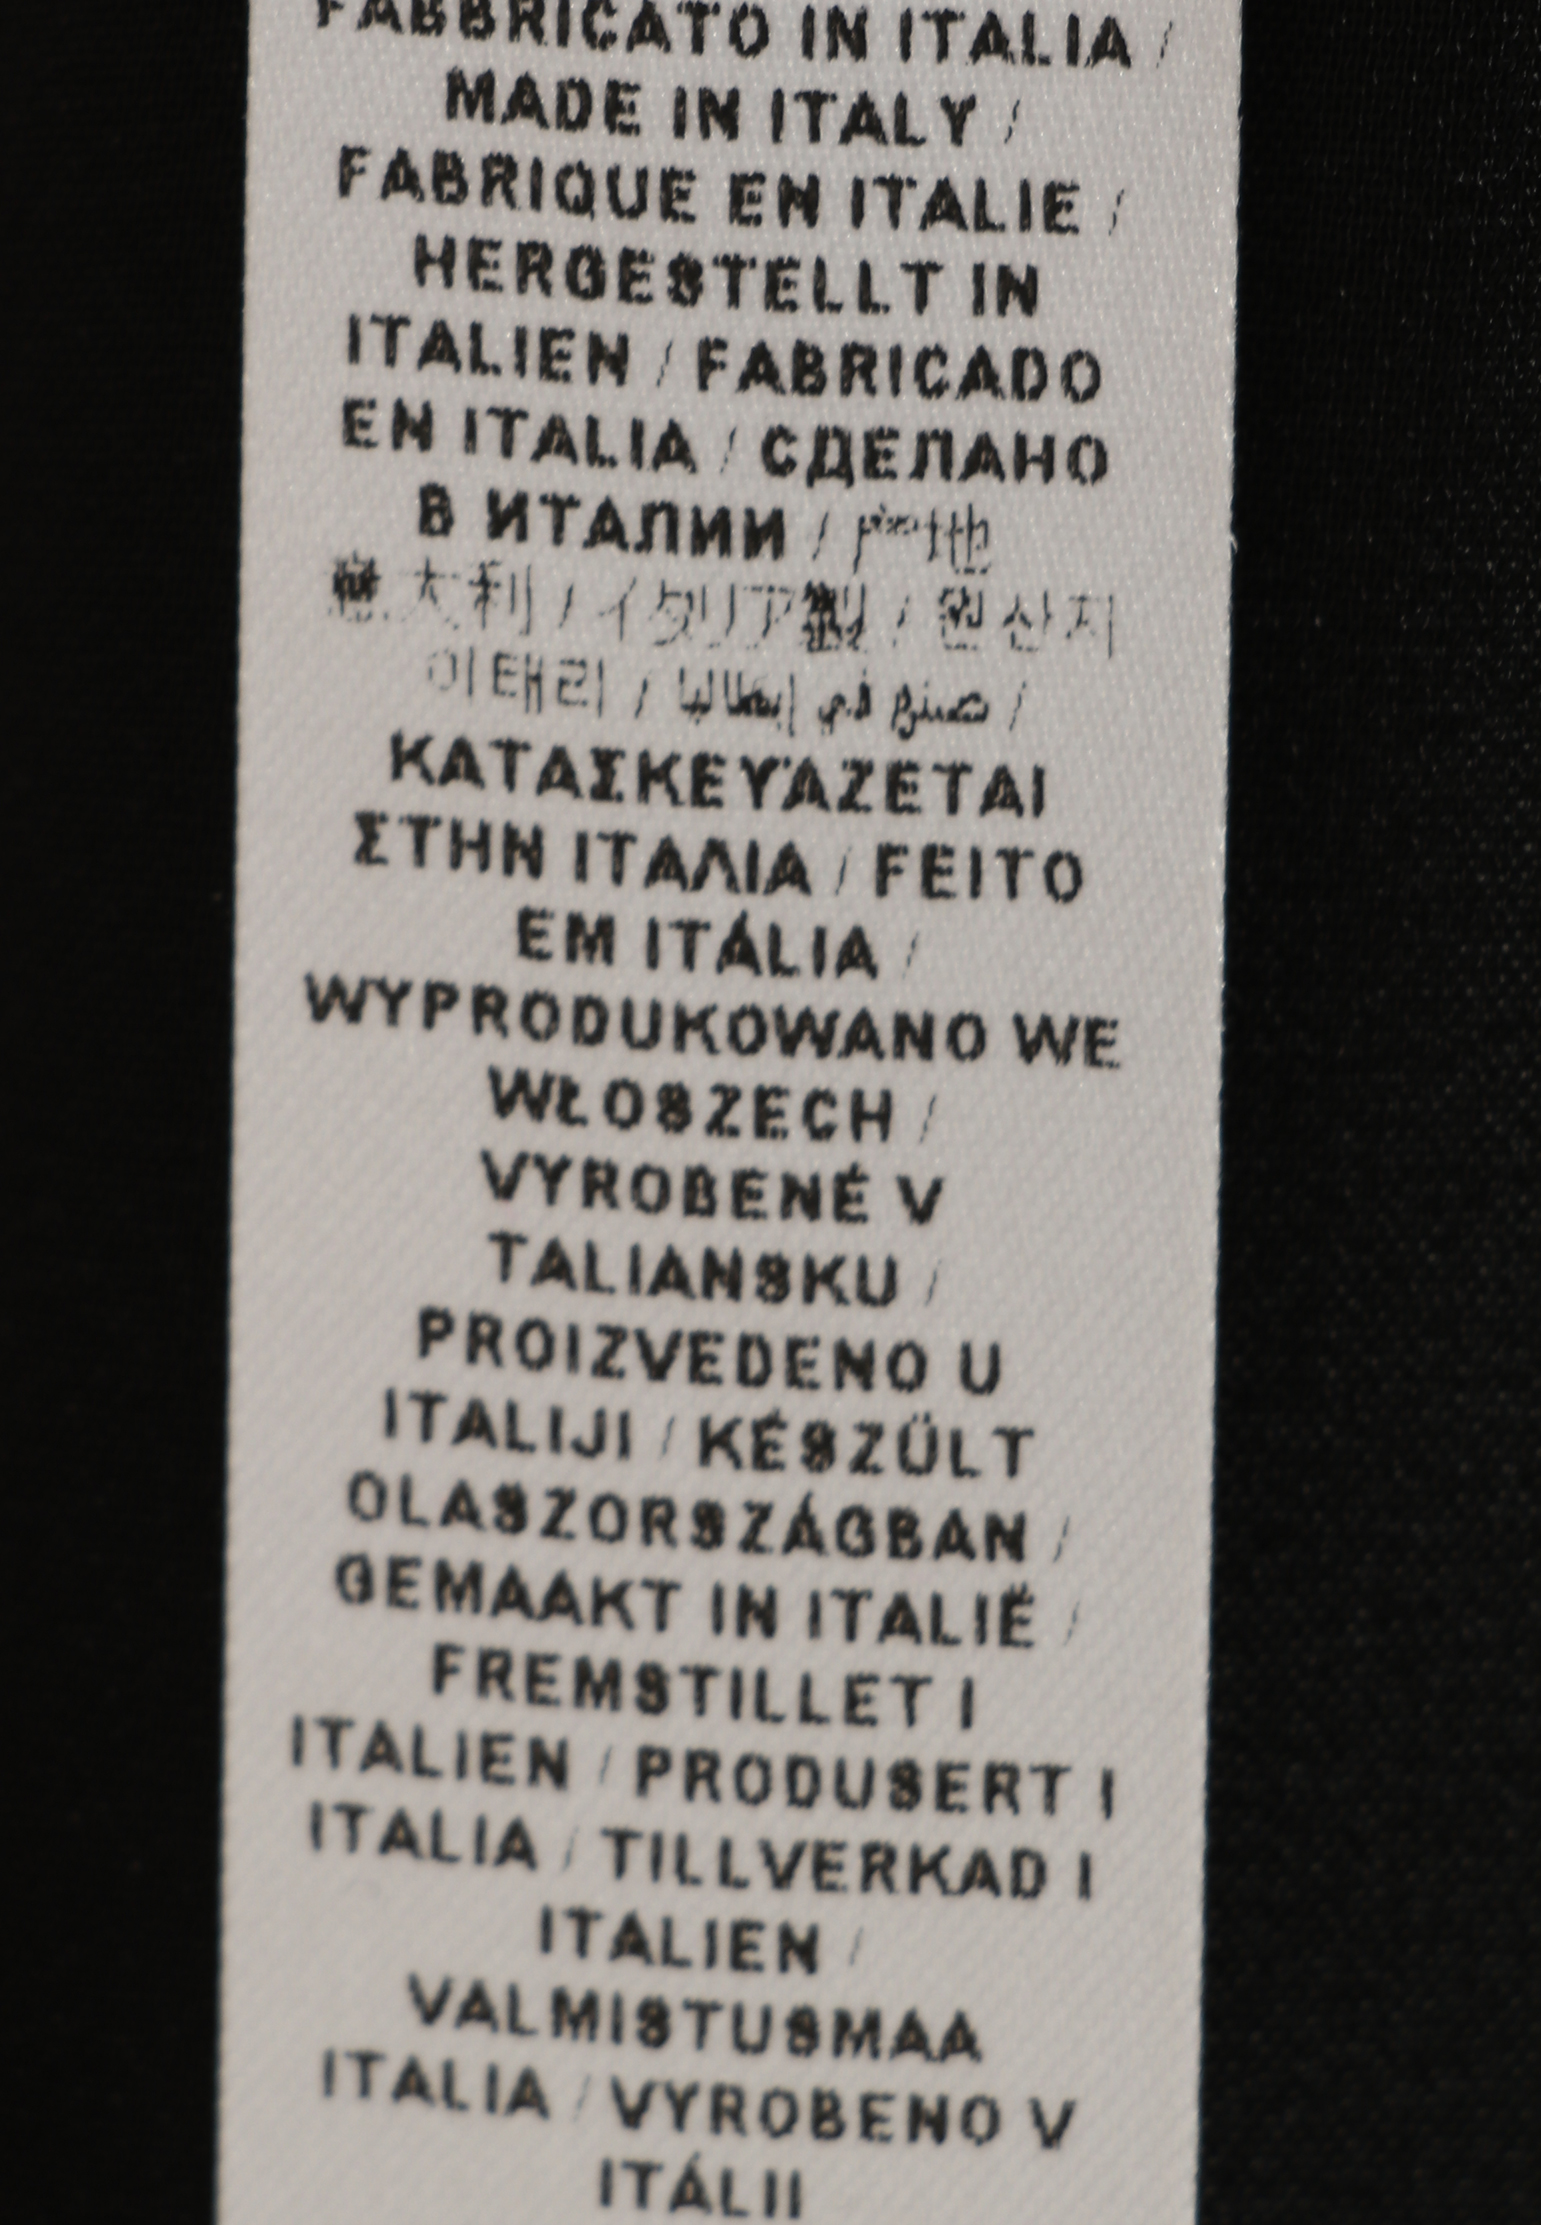 FABBRICATO IN ITALIA /
MADE IN ITALY /
FABRIQUE EN ITALIE /
HERGESTELLT IN
ITALIEN / FABRICADO
EN ITALIA / СДЕЛАНО
В ИТАЛИИ / 产地
意大利 / イタリア製 / 원산지
이태리 / صنع في إيطاليا /
ΚΑΤΑΣΚΕΥΑΖΕΤΑΙ
ΣΤΗΝ ΙΤΑΛΙΑ / FEITO
EM ITÁLIA /
WYPRODUKOWANO WE
WŁOSZECH /
VYROBENÉ V
TALIANSKU /
PROIZVEDENO U
ITALIJI / KÉSZÜLT
OLASZORSZÁGBAN /
GEMAAKT IN ITALIË /
FREMSTILLET I
ITALIEN / PRODUSERT I
ITALIA / TILLVERKAD I
ITALIEN /
VALMISTUSMAA
ITALIA / VYROBENO V
ITÁLII